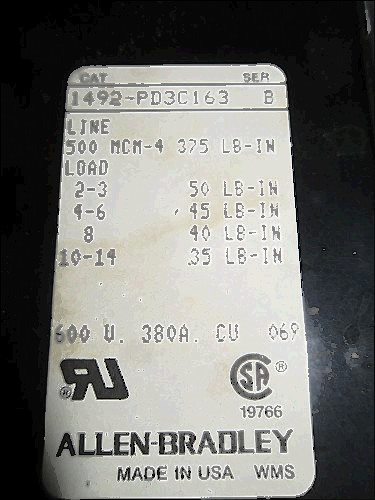 CAT SER
1492-PD3C163 B
LINE
500 MCM-4 375 LB-IN
LOAD
2-3 50 LB-IN
4-6 45 LB-IN
8 40 LB-IN
10-14 35 LB-IN
600 V. 380A. CU 069
RU ®
SA ®
19766
ALLEN-BRADLEY
MADE IN USA WMS